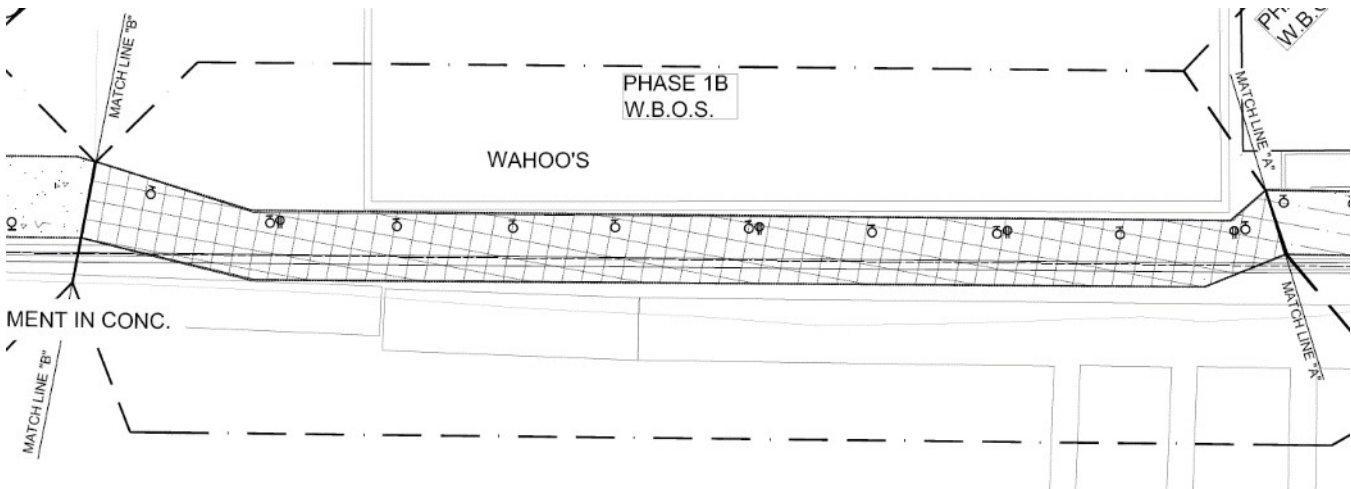 MATCH LINE "B"
PHASE 1B
W.B.O.S.
WAHOO'S
MATCH LINE "A"
MENT IN CONC.
MATCH LINE "B"
MATCH LINE "A"